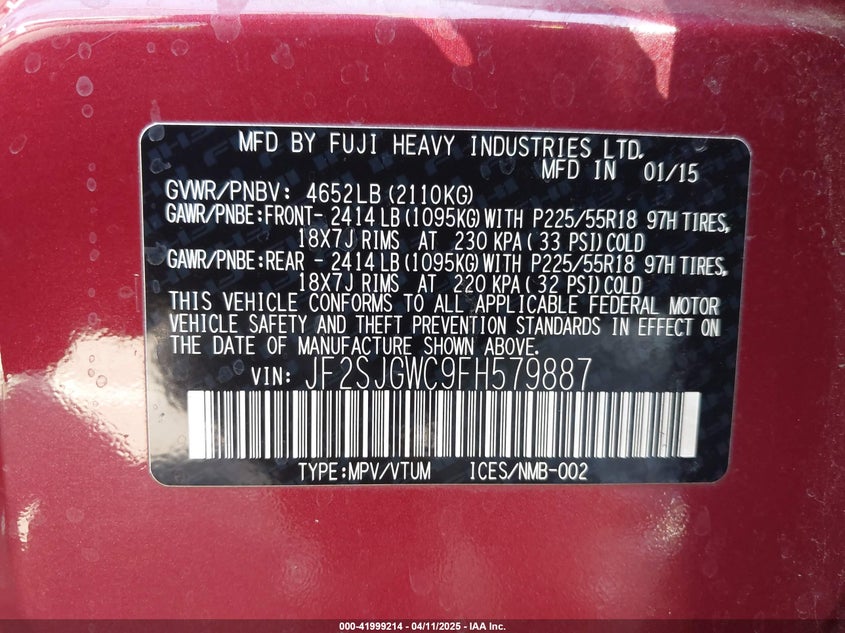 MFD BY FUJI HEAVY INDUSTRIES LTD.
MFD IN 01/15
GVWR/PNBV: 4652LB (2110KG)
GAWR/PNBE:FRONT- 2414 LB (1095KG) WITH P225/55R18 97H TIRES,
18X7J RIMS AT 230 KPA ( 33 PSI) COLD
GAWR/PNBE:REAR - 2414 LB (1095KG) WITH P225/55R18 97H TIRES,
18X7J RIMS AT 220 KPA ( 32 PSI) COLD
THIS VEHICLE CONFORMS TO ALL APPLICABLE FEDERAL MOTOR
VEHICLE SAFETY AND THEFT PREVENTION STANDARDS IN EFFECT ON
THE DATE OF MANUFACTURE SHOWN ABOVE.
VIN: JF2SJGWC9FH579887
TYPE:MPV/VTUM ICES/NMB-002
000-41999214 - 04/11/2025 - IAA Inc.